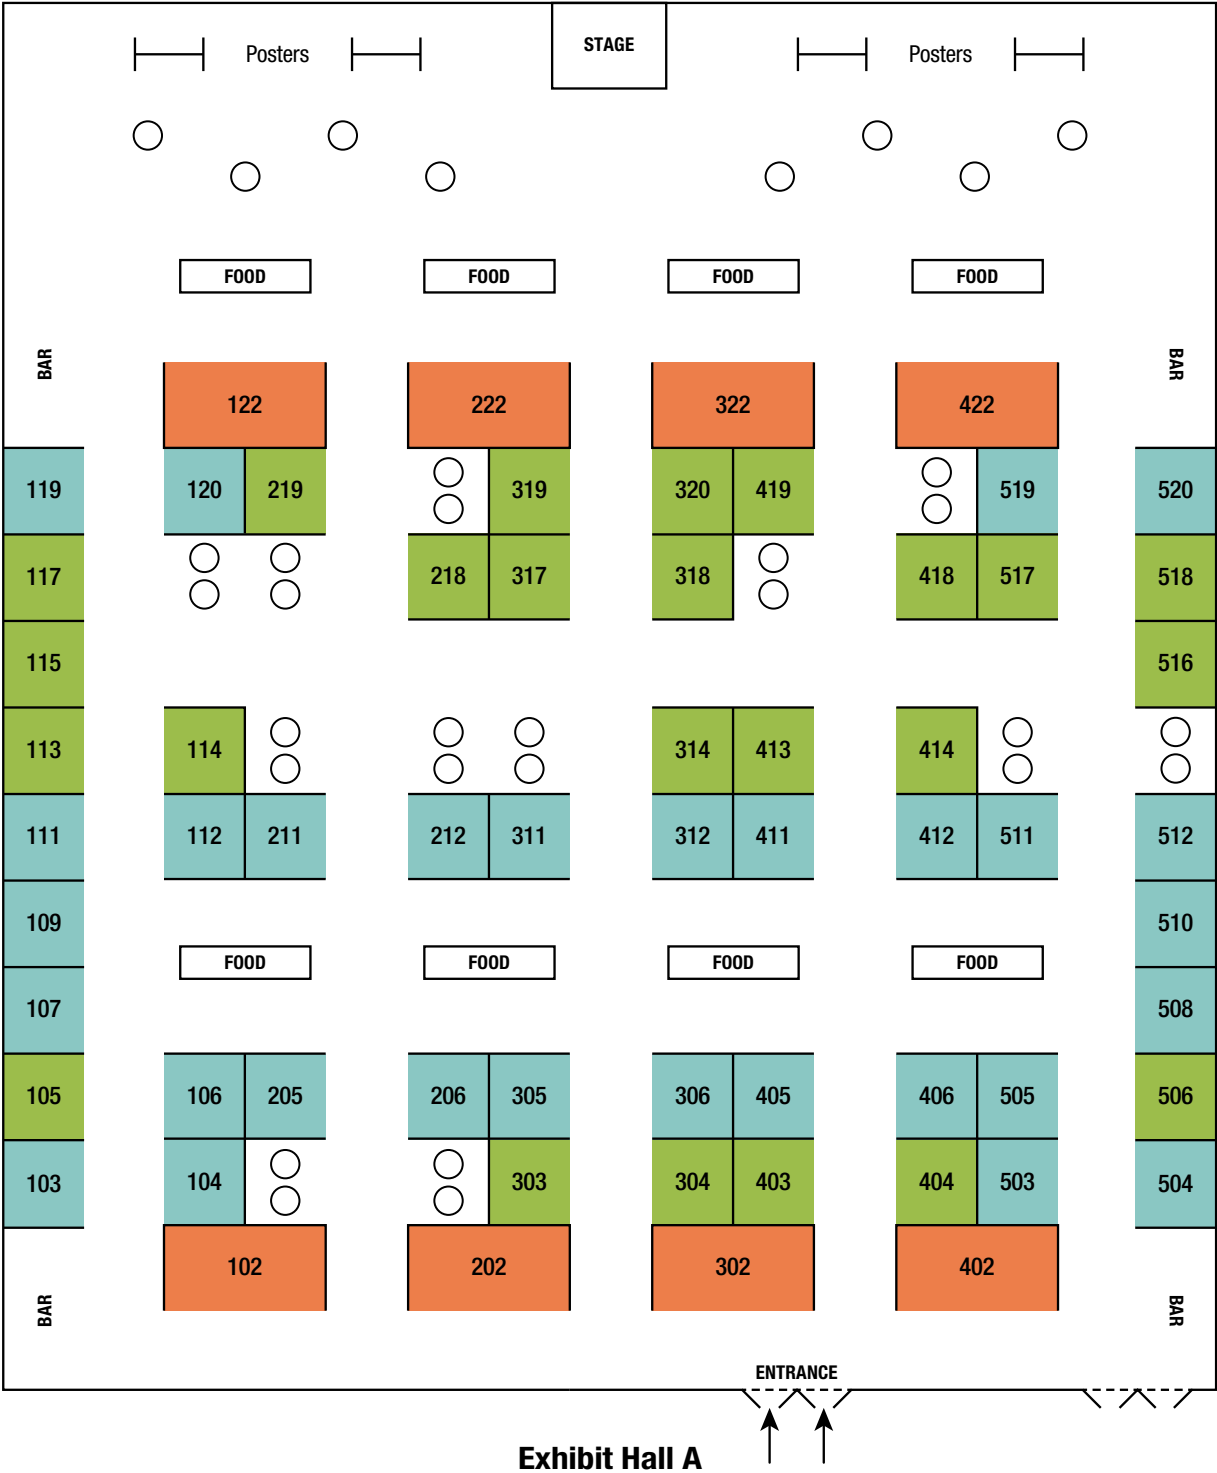 STAGE
Posters Posters
FOOD FOOD FOOD FOOD
BAR BAR
122 222 322 422
119 120 219 319 320 419 519 520
117 218 317 318 418 517 518
115 516
113 114 314 413 414
111 112 211 212 311 312 411 412 511 512
109 510
FOOD FOOD FOOD FOOD
107 508
105 106 205 206 305 306 405 406 505 506
103 104 303 304 403 404 503 504
102 202 302 402
BAR BAR
ENTRANCE
Exhibit Hall A